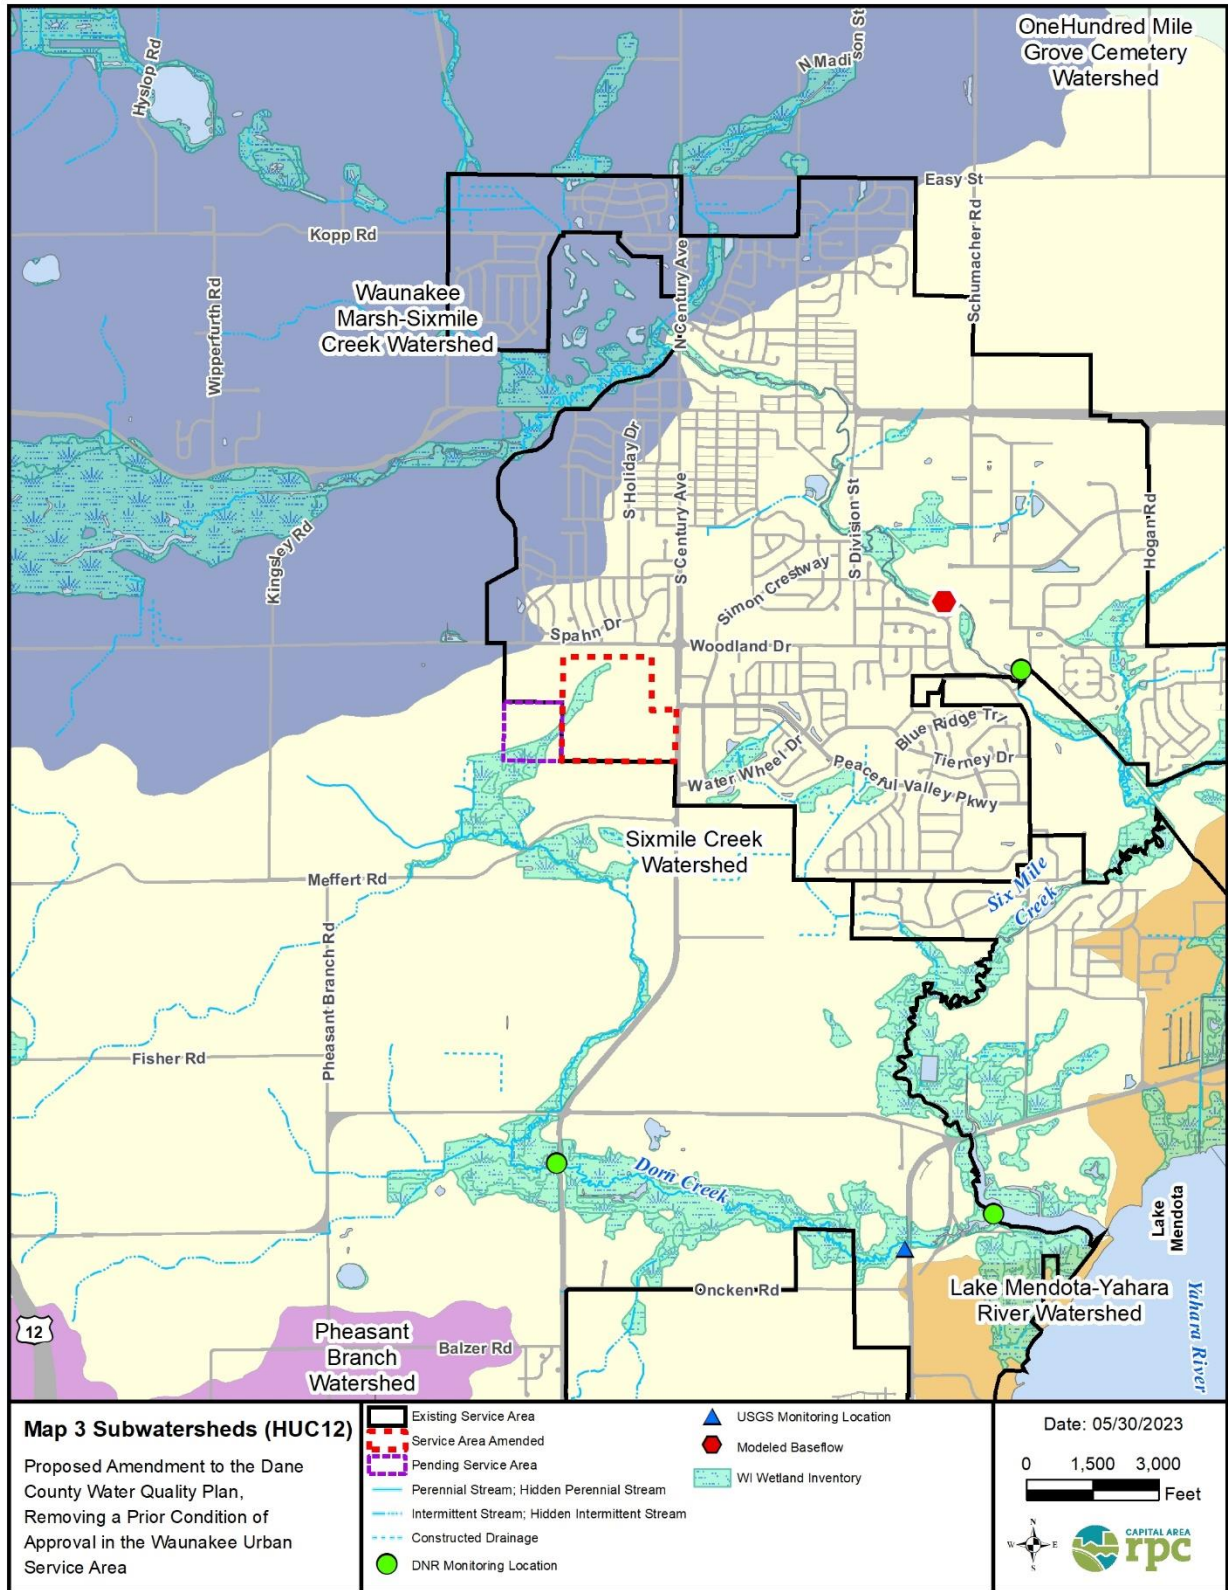 OneHundred Mile
Grove Cemetery
Watershed
Hyslop Rd
N Madison St
Easy St
Kopp Rd
Schumacher Rd
N Century Ave
Wipperfurth Rd
Waunakee
Marsh-Sixmile
Creek Watershed
S Holiday Dr
S Century Ave
S Division St
Hogan Rd
Kingsley Rd
Simon Crestway
Spahn Dr
Woodland Dr
Blue Ridge Trl
Tierney Dr
Water Wheel Dr
Peaceful Valley Pkwy
Sixmile Creek
Watershed
Meffert Rd
Six Mile
Creek
Pheasant Branch Rd
Fisher Rd
Dorn Creek
Lake
Mendota
Oncken Rd
Lake Mendota-Yahara
River Watershed
Yahara River
12
Pheasant
Branch
Watershed
Balzer Rd
Map 3 Subwatersheds (HUC12)
Proposed Amendment to the Dane
County Water Quality Plan,
Removing a Prior Condition of
Approval in the Waunakee Urban
Service Area
Existing Service Area
Service Area Amended
Pending Service Area
Perennial Stream; Hidden Perennial Stream
Intermittent Stream; Hidden Intermittent Stream
Constructed Drainage
DNR Monitoring Location
USGS Monitoring Location
Modeled Baseflow
WI Wetland Inventory
Date: 05/30/2023
0 1,500 3,000
Feet
N
W E
S
CAPITAL AREA
rpc